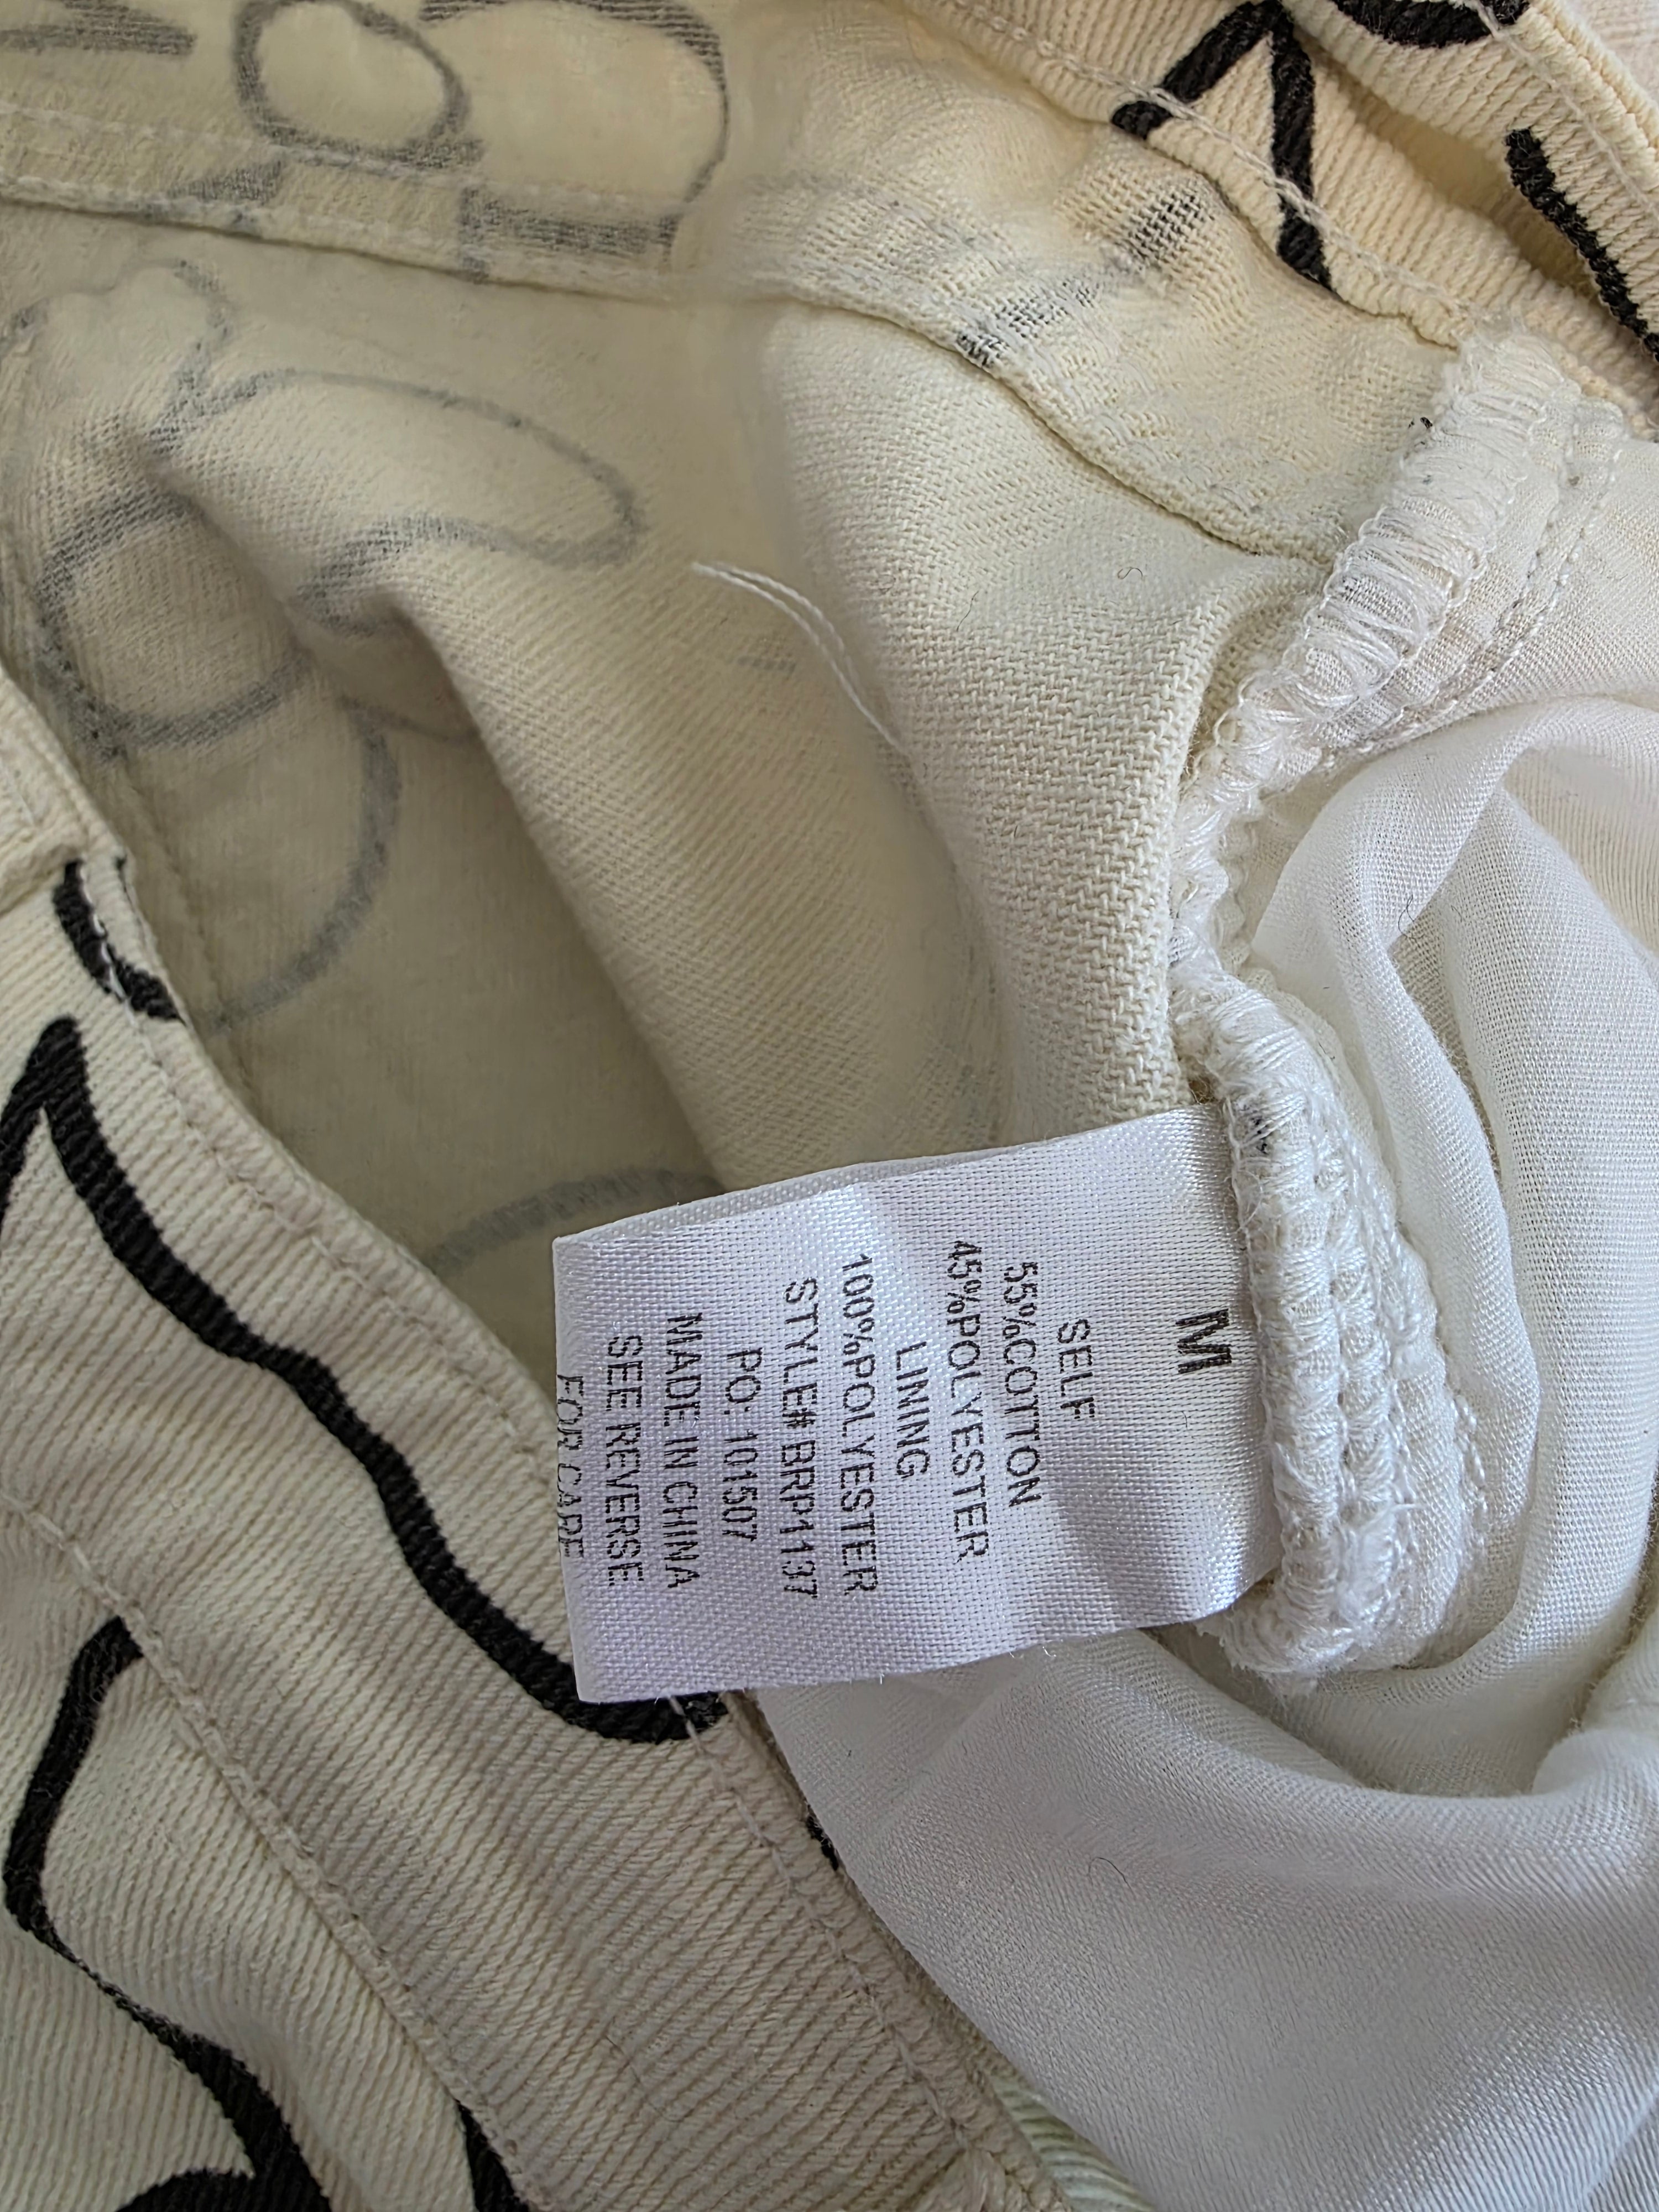 M
SELF
55%COTTON
45%POLYESTER
LINING
100%POLYESTER
STYLE# BRP1137
PO: 101507
MADE IN CHINA
SEE REVERSE
FOR CARE